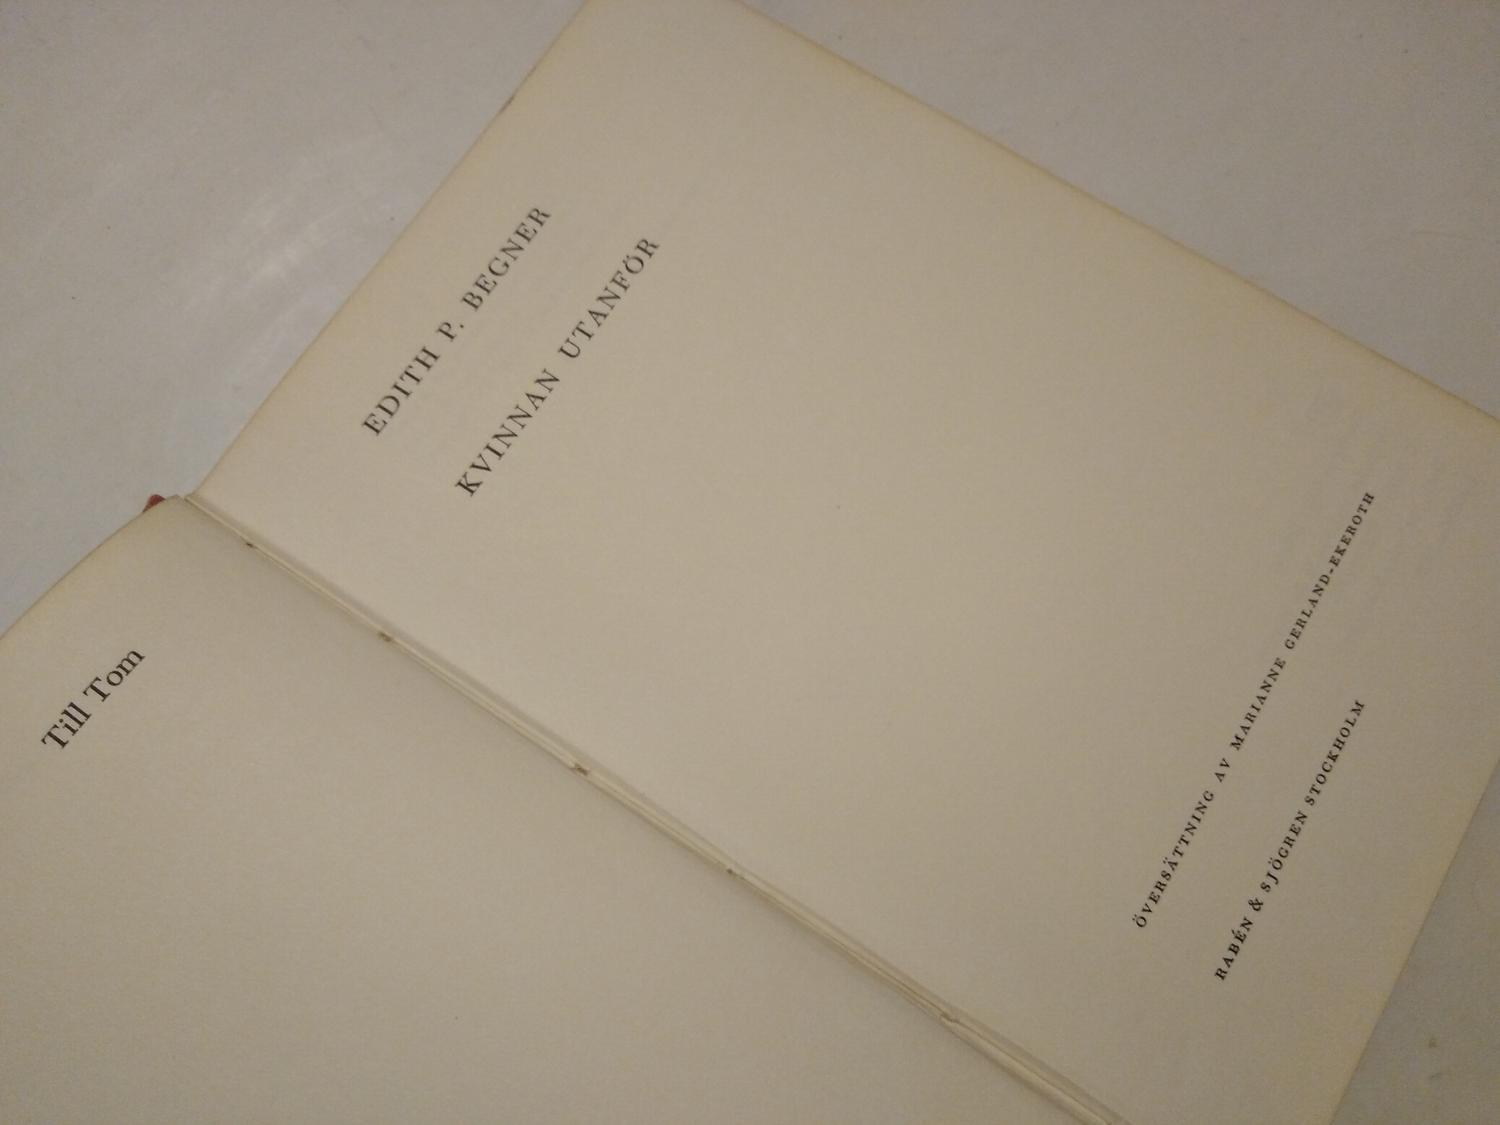 Till Tom
EDITH P. BEGNER
KVINNAN UTANFÖR
ÖVERSÄTTNING AV MARIANNE GERLAND-EKEROTH
RABÉN & SJÖGREN STOCKHOLM